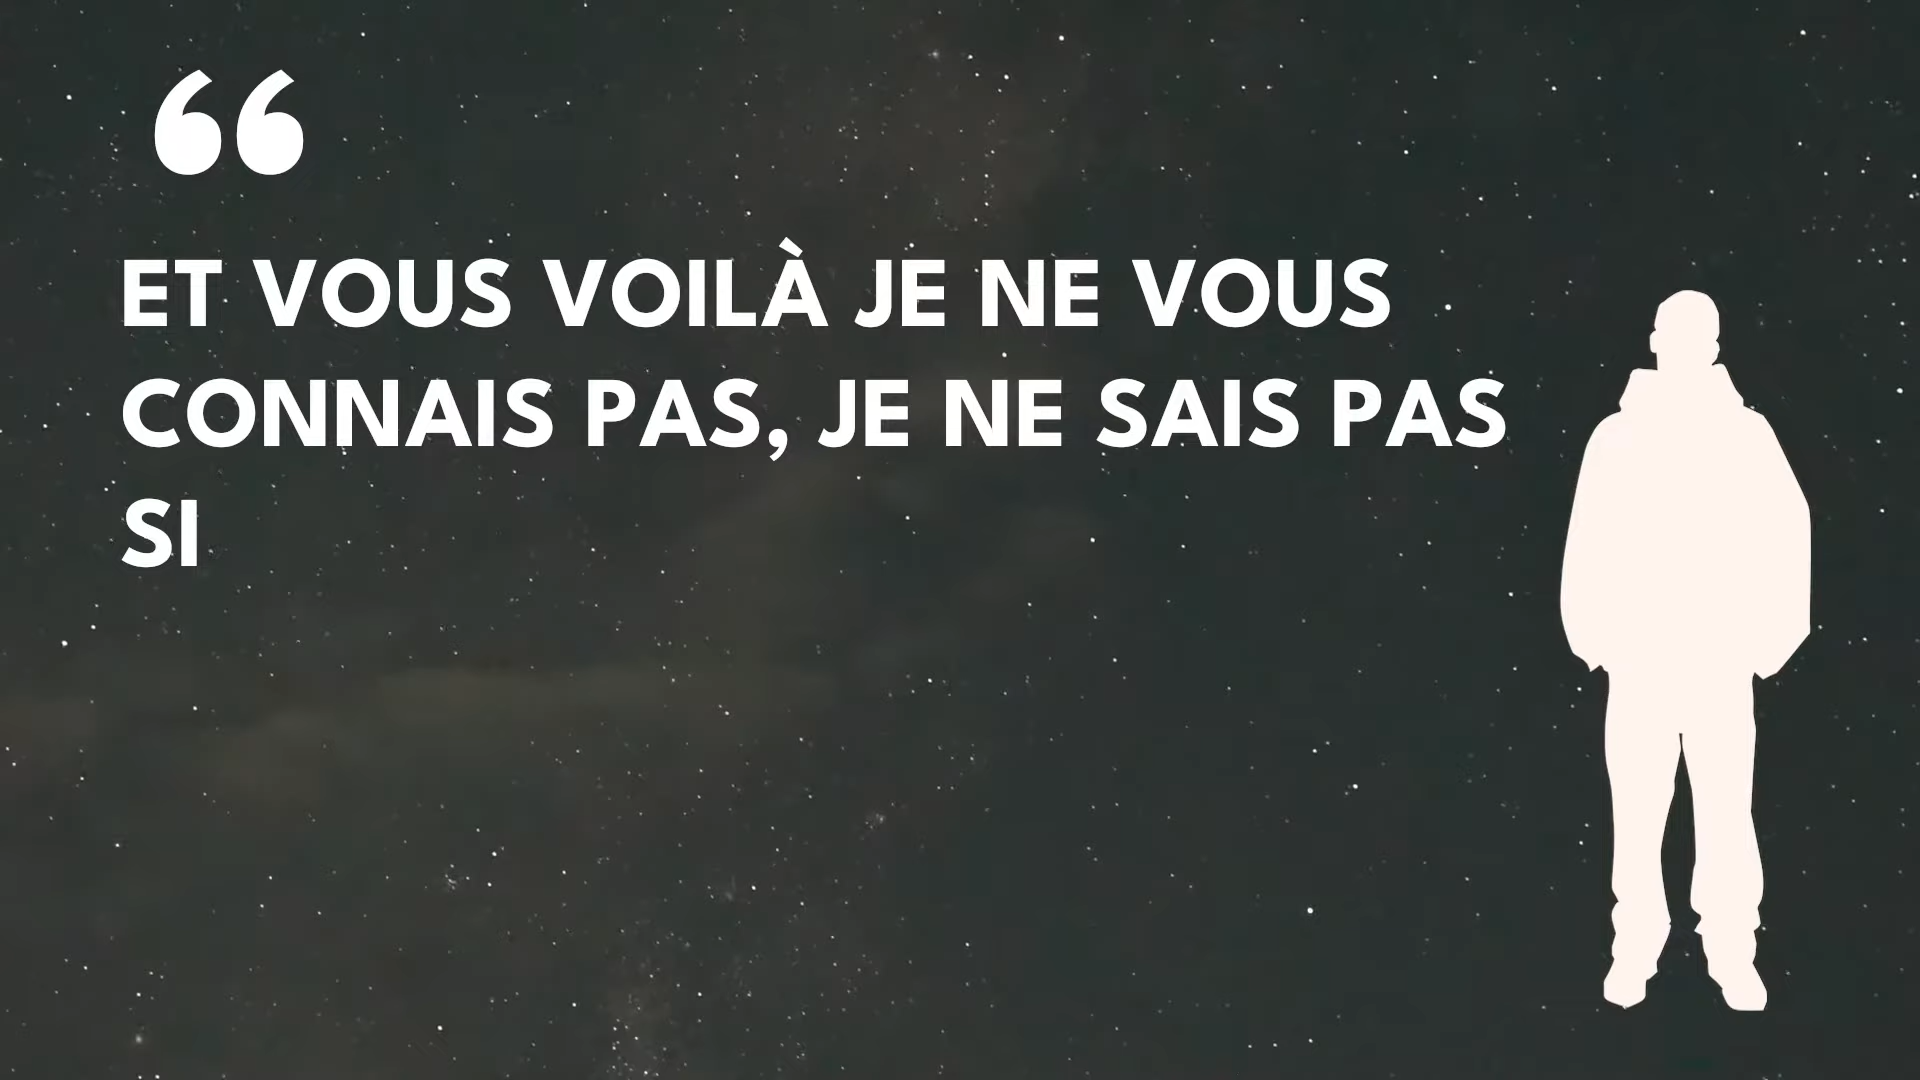 “
ET VOUS VOILÀ JE NE VOUS
CONNAIS PAS, JE NE SAIS PAS
SI